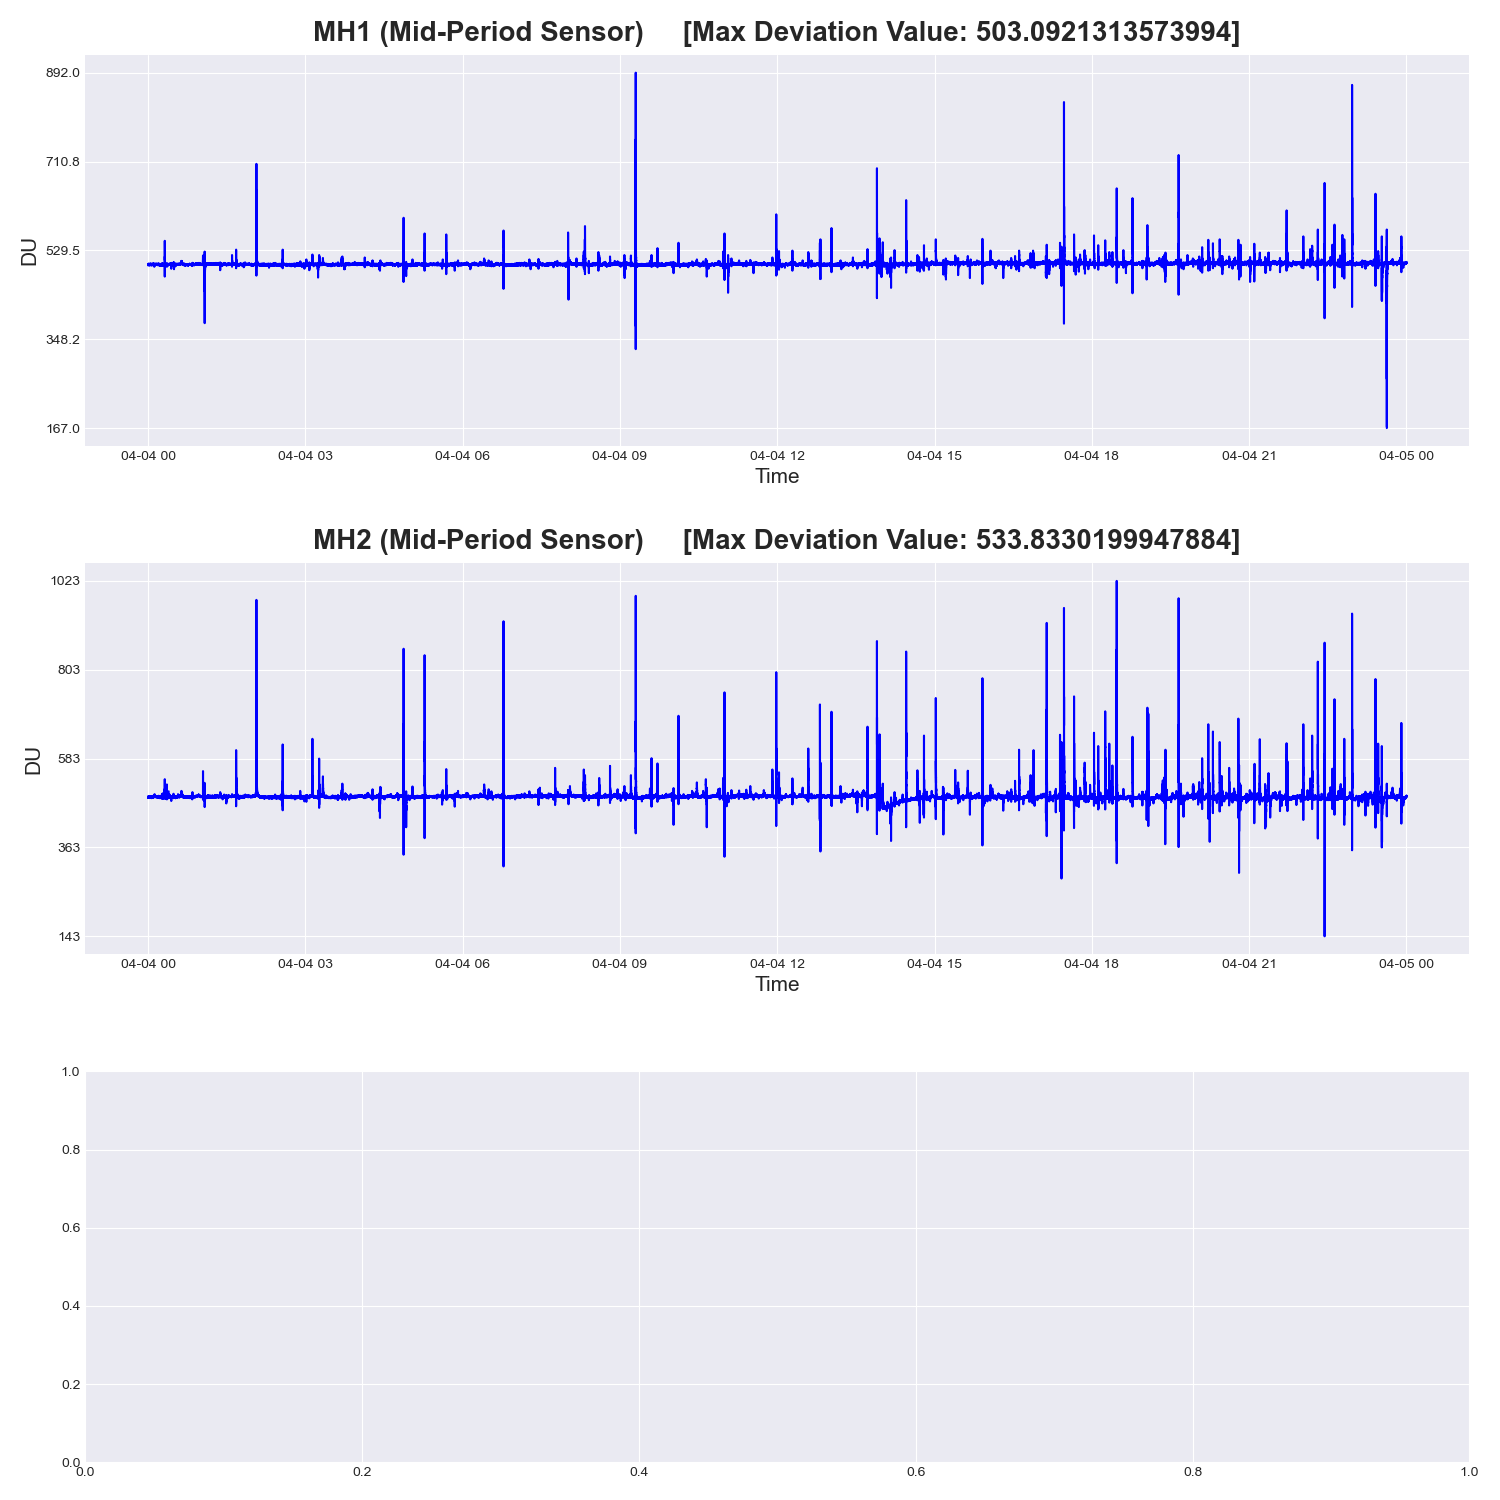 MH1 (Mid-Period Sensor) [Max Deviation Value: 503.0921313573994]
892.0
710.8
529.5
348.2
167.0
DU
04-04 00 04-04 03 04-04 06 04-04 09 04-04 12 04-04 15 04-04 18 04-04 21 04-05 00
Time
MH2 (Mid-Period Sensor) [Max Deviation Value: 533.8330199947884]
1023
803
583
363
143
DU
04-04 00 04-04 03 04-04 06 04-04 09 04-04 12 04-04 15 04-04 18 04-04 21 04-05 00
Time
1.0
0.8
0.6
0.4
0.2
0.0
0.0 0.2 0.4 0.6 0.8 1.0